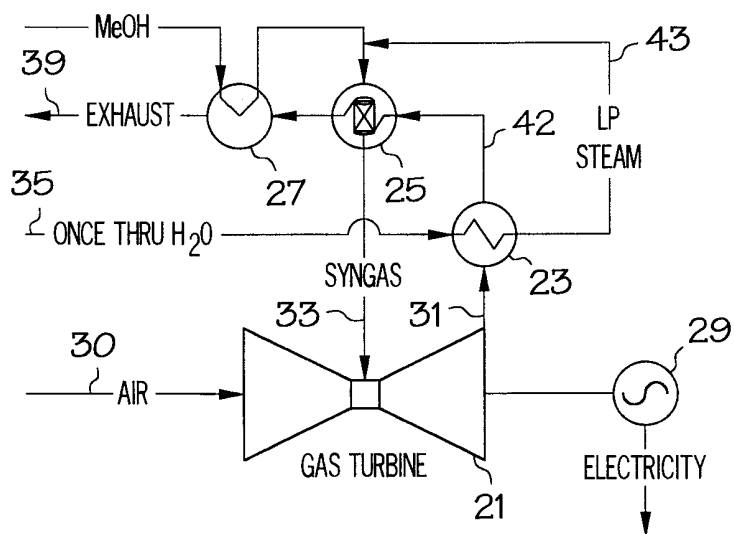 MeOH
43
39
EXHAUST
42
LP
STEAM
27
25
35
ONCE THRU H2O
23
SYNGAS
33
31
29
30
AIR
GAS TURBINE
21
ELECTRICITY